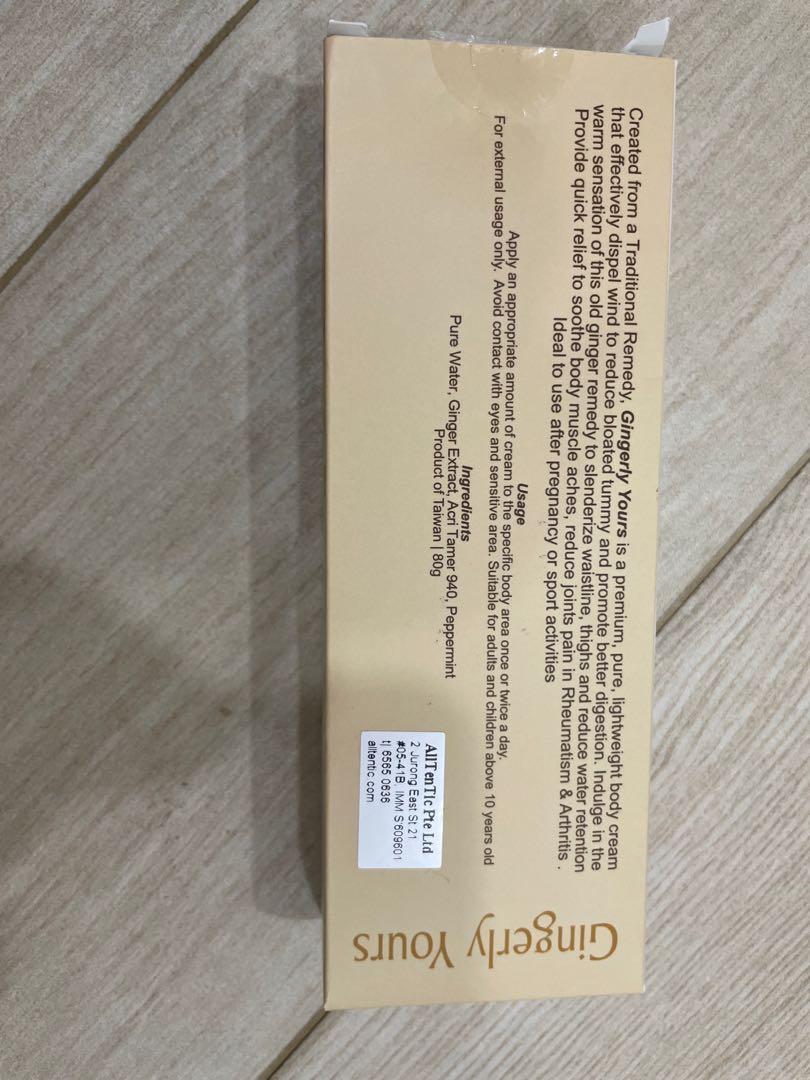 Created from a Traditional Remedy, Gingerly Yours is a premium, pure, lightweight body cream
that effectively dispel wind to reduce bloated tummy and promote better digestion. Indulge in the
warm sensation of this old ginger remedy to slenderize waistline, thighs and reduce water retention
Provide quick relief to soothe body muscle aches, reduce joints pain in Rheumatism & Arthritis .
Ideal to use after pregnancy or sport activities
Usage
Apply an appropriate amount of cream to the specific body area once or twice a day.
For external usage only. Avoid contact with eyes and sensitive area. Suitable for adults and children above 10 years old
Ingredients
Pure Water, Ginger Extract, Acri Tamer 940, Peppermint
Product of Taiwan | 80g
AllTenTIc Pte Ltd
2 Jurong East St 21
#05-41B, IMM S'609601
t| 6565 0636
alltentic.com
Gingerly Yours